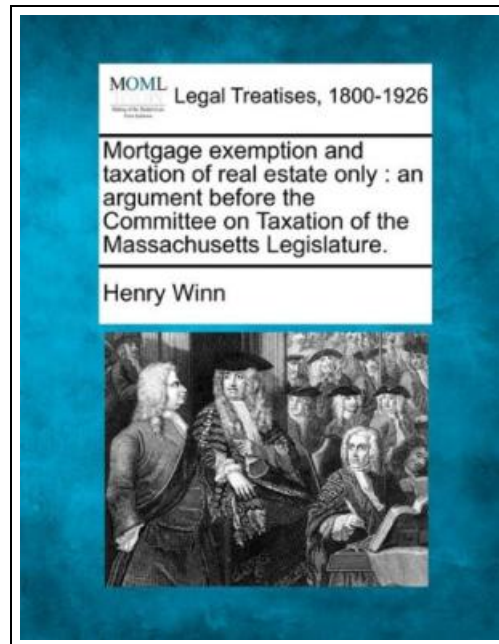 MOML
Legal Treatises, 1800-1926
Mortgage exemption and
taxation of real estate only : an
argument before the
Committee on Taxation of the
Massachusetts Legislature.
Henry Winn